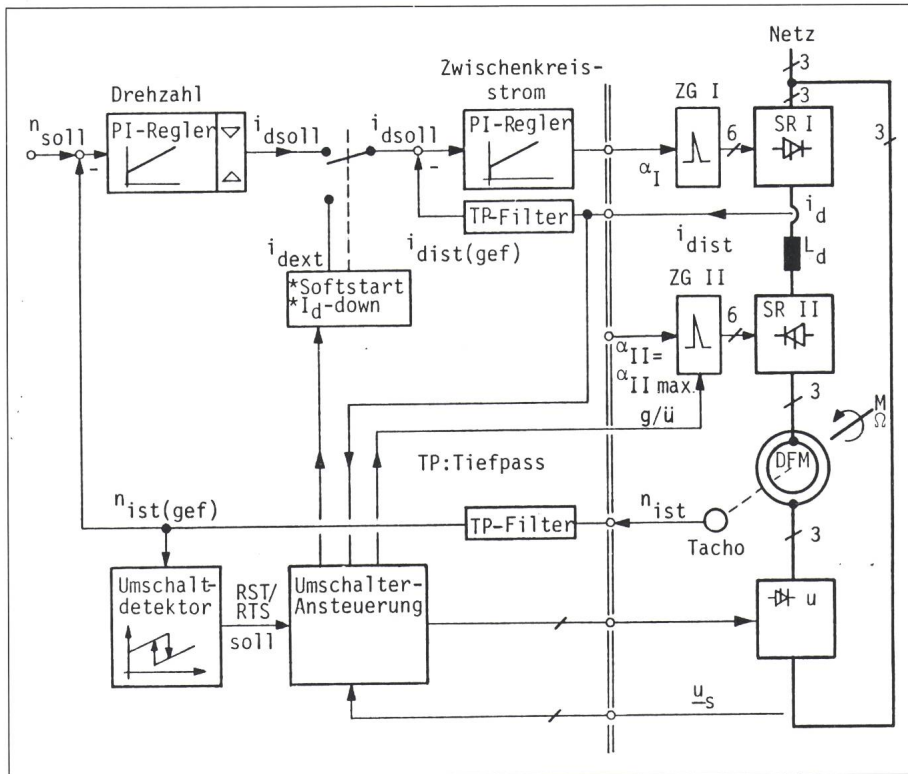 Netz
3
3
3
Zwischenkreis-
strom
ZG I
Drehzahl
n soll
PI-Regler
i dsoll
i dsoll
PI-Regler
6
SR I
-
-
α I
TP-Filter
i d
i dist
L d
i dext
i dist(gef)
ZG II
*Softstart
*I d-down
6
SR II
α II=
α II max.
g/ü
3
M
Ω
TP:Tiefpass
DFM
n ist(gef)
TP-Filter
n ist
Tacho
3
Umschalt-
detektor
RST/
RTS
soll
Umschalter-
Ansteuerung
u
u s